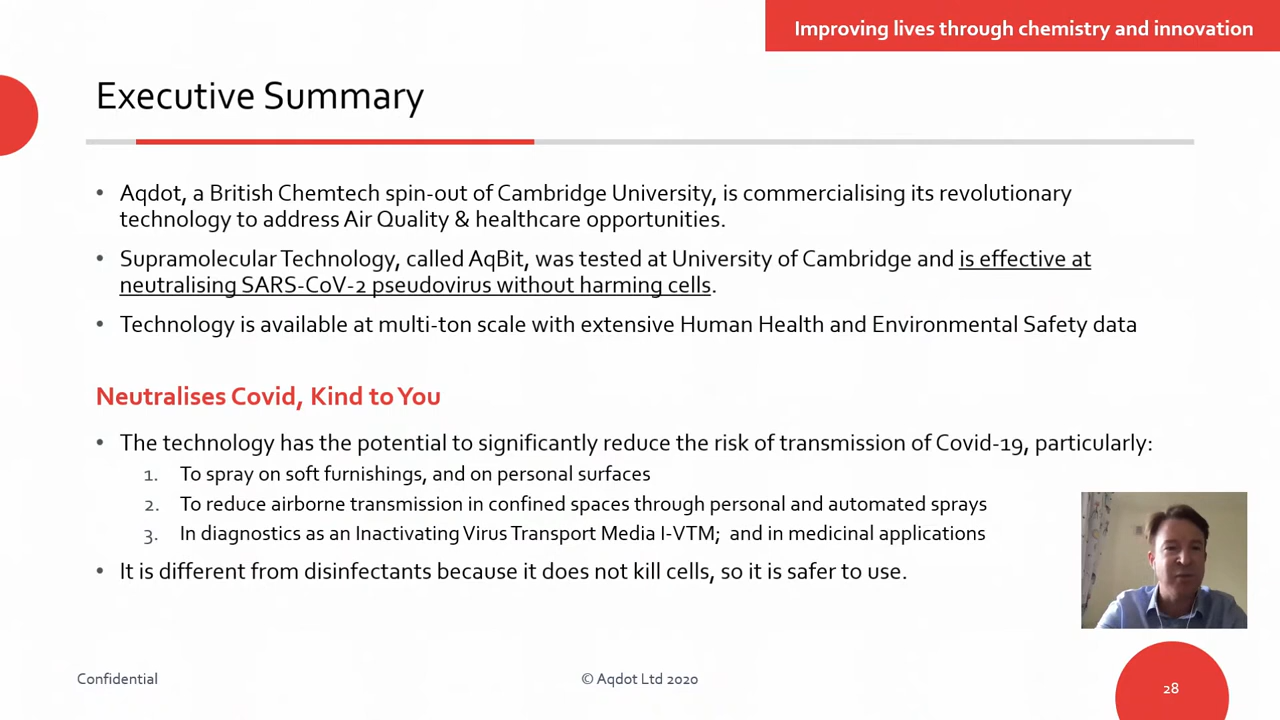 Improving lives through chemistry and innovation
Executive Summary
• Aqdot, a British Chemtech spin-out of Cambridge University, is commercialising its revolutionary
technology to address Air Quality & healthcare opportunities.
• Supramolecular Technology, called AqBit, was tested at University of Cambridge and is effective at
neutralising SARS-CoV-2 pseudovirus without harming cells.
• Technology is available at multi-ton scale with extensive Human Health and Environmental Safety data
Neutralises Covid, Kind to You
• The technology has the potential to significantly reduce the risk of transmission of Covid-19, particularly:
1. To spray on soft furnishings, and on personal surfaces
2. To reduce airborne transmission in confined spaces through personal and automated sprays
3. In diagnostics as an Inactivating Virus Transport Media I-VTM; and in medicinal applications
• It is different from disinfectants because it does not kill cells, so it is safer to use.
Confidential
© Aqdot Ltd 2020
28